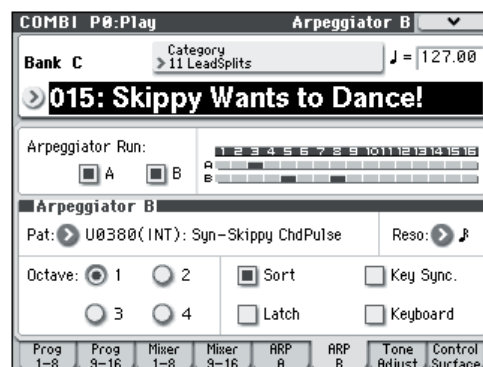 COMBI P0:Play Arpeggiator B
Bank C
Category
11 LeadSplits
♩ = 127.00
015: Skippy Wants to Dance!
Arpeggiator Run:
A B
1 2 3 4 5 6 7 8 9 10 11 12 13 14 15 16
A
B
Arpeggiator B
Pat: U0380(INT): Syn-Skippy ChdPulse Reso:
Octave: 1 2 Sort Key Sync.
3 4 Latch Keyboard
Prog 1-8 Prog 9-16 Mixer 1-8 Mixer 9-16 ARP A ARP B Tone Adjust Control Surface